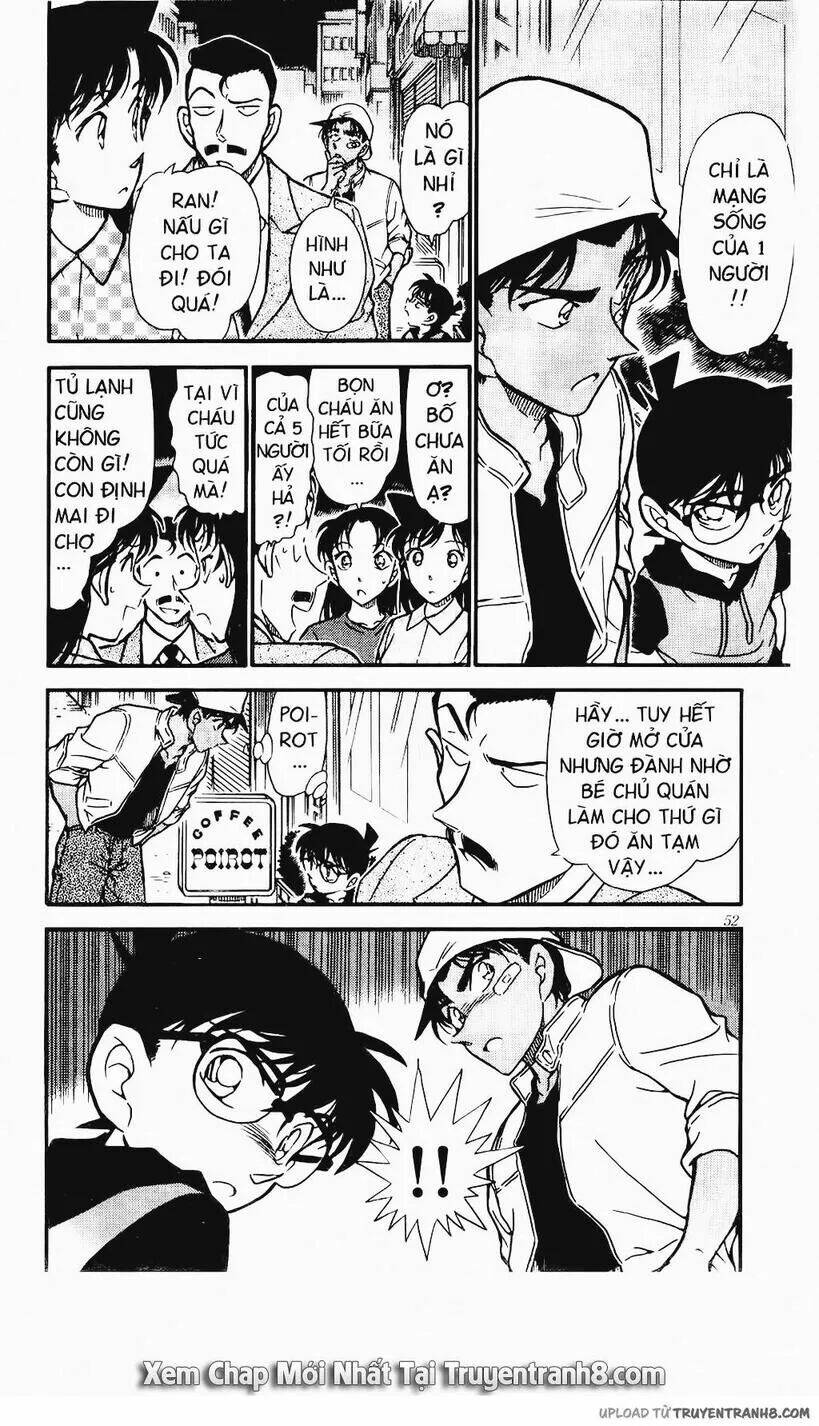 CHỈ LÀ
MẠNG
SỐNG
CỦA 1
NGƯỜI
!!
NÓ
LÀ GÌ
NHỈ
?
HÌNH
NHƯ
LÀ...
RAN!
NẤU GÌ
CHO TA
ĐI! ĐÓI
QUÁ!
Ơ?
BỐ
CHƯA
ĂN
Ạ?
BỌN
CHÁU ĂN
HẾT BỮA
TỐI RỒI
...
CỦA
CẢ 5
NGƯỜI
ẤY
HẢ
?!
TẠI VÌ
CHÁU
TỨC
QUÁ
MÀ!
TỦ LẠNH
CŨNG
KHÔNG
CÒN GÌ!
CON ĐỊNH
MAI ĐI
CHỢ
...
HẦY... TUY HẾT
GIỜ MỞ CỬA
NHƯNG ĐÀNH NHỜ
BÉ CHỦ QUÁN
LÀM CHO THỨ GÌ
ĐÓ ĂN TẠM
VẬY...
POI-
ROT
...
COFFEE
POIROT
52
!!
Xem Chap Mới Nhất Tại Truyentranh8.com
UPLOAD TỪ TRUYENTRANH8.COM